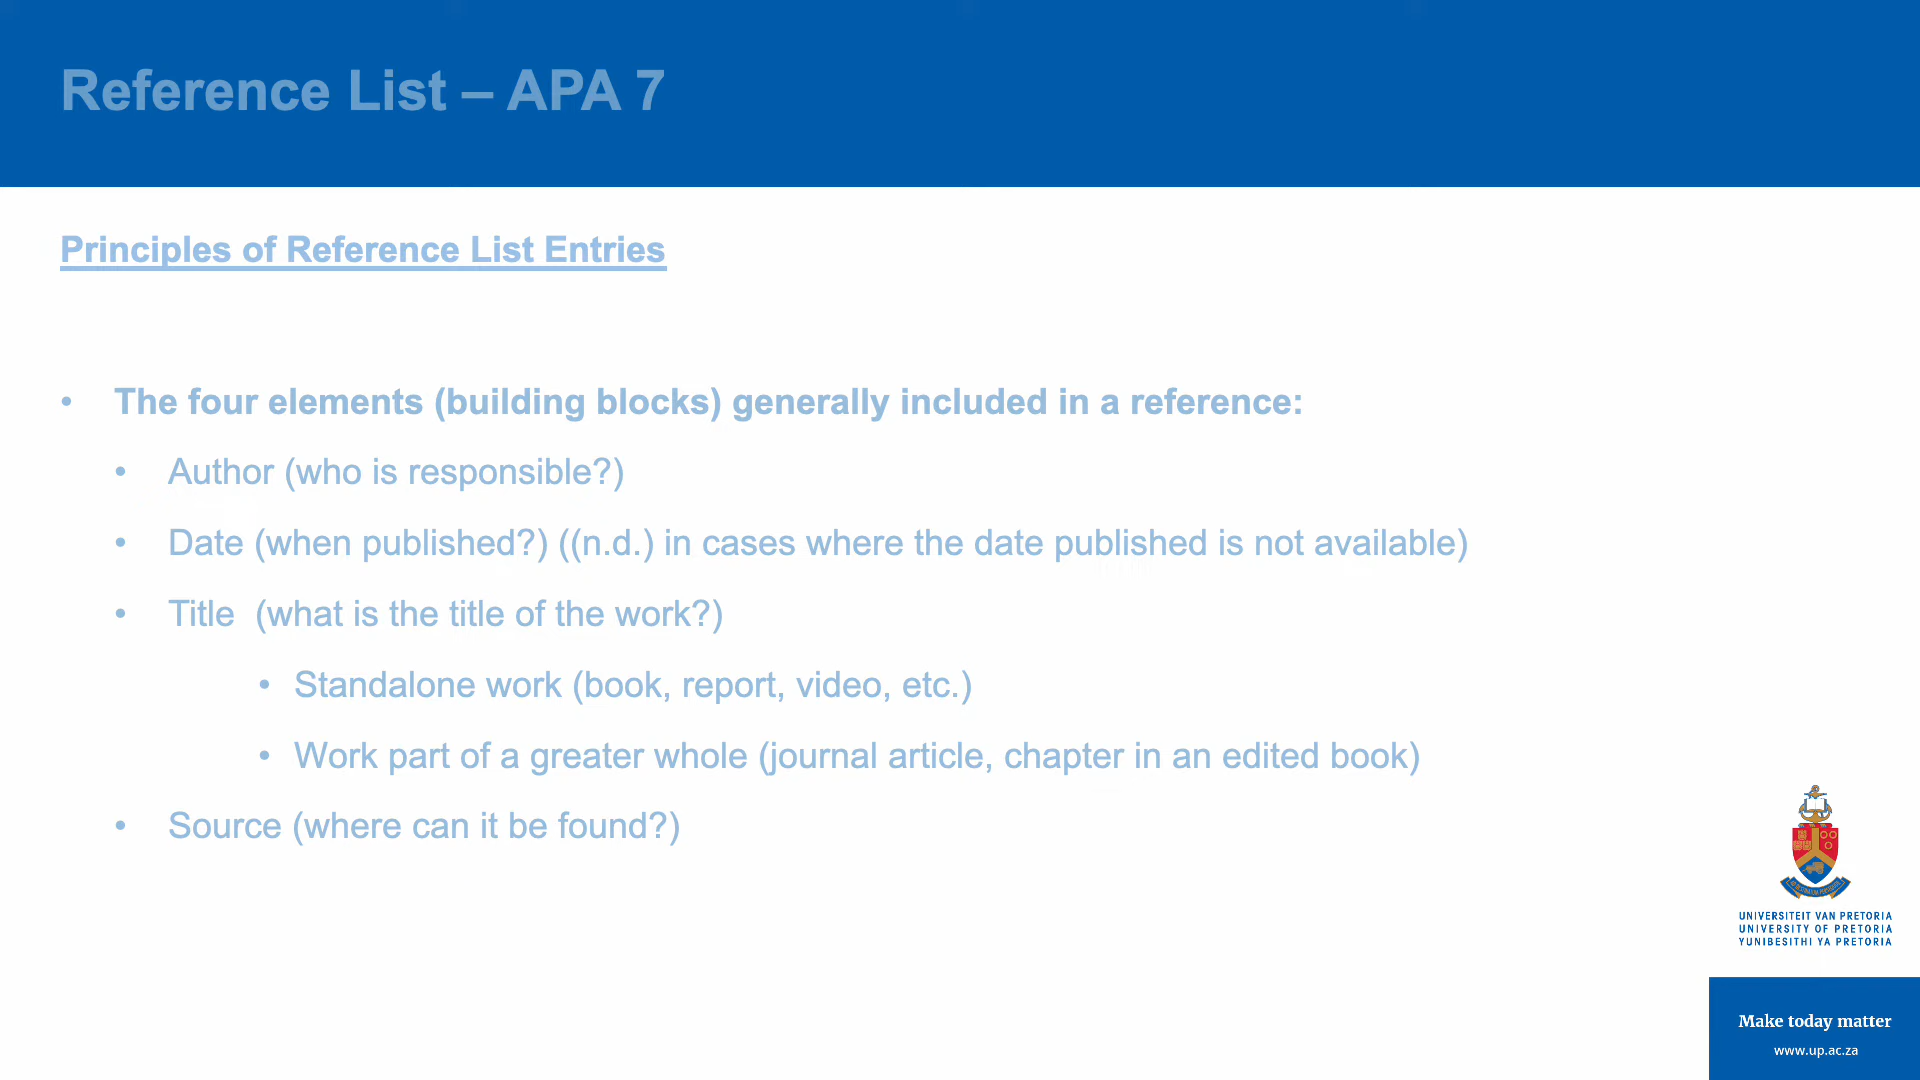 Reference List – APA 7
Principles of Reference List Entries
• The four elements (building blocks) generally included in a reference:
• Author (who is responsible?)
• Date (when published?) ((n.d.) in cases where the date published is not available)
• Title  (what is the title of the work?)
• Standalone work (book, report, video, etc.)
• Work part of a greater whole (journal article, chapter in an edited book)
• Source (where can it be found?)
UNIVERSITEIT VAN PRETORIA
UNIVERSITY OF PRETORIA
YUNIBESITHI YA PRETORIA
Make today matter
www.up.ac.za